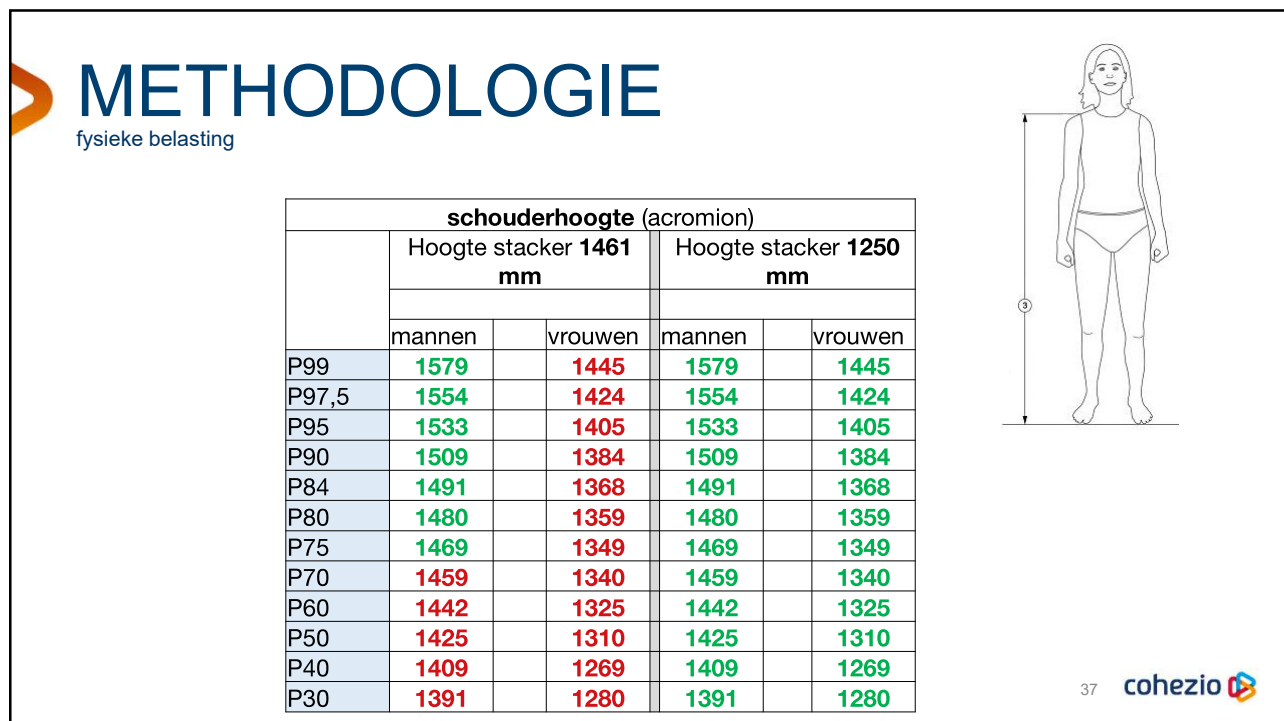 METHODOLOGIE
fysieke belasting
schouderhoogte (acromion)
Hoogte stacker 1461 mm Hoogte stacker 1250 mm
mannen vrouwen mannen vrouwen
P99 1579 1445 1579 1445
P97,5 1554 1424 1554 1424
P95 1533 1405 1533 1405
P90 1509 1384 1509 1384
P84 1491 1368 1491 1368
P80 1480 1359 1480 1359
P75 1469 1349 1469 1349
P70 1459 1340 1459 1340
P60 1442 1325 1442 1325
P50 1425 1310 1425 1310
P40 1409 1269 1409 1269
P30 1391 1280 1391 1280
3
37 cohezio